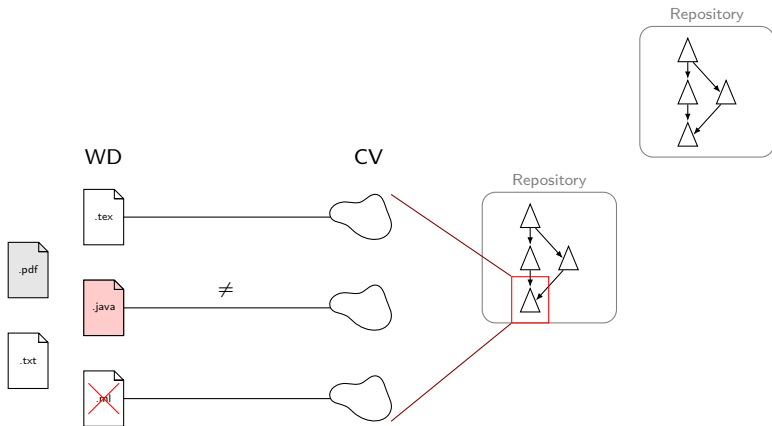 Repository
WD
CV
Repository
.tex
.pdf
≠
.java
.txt
.ml